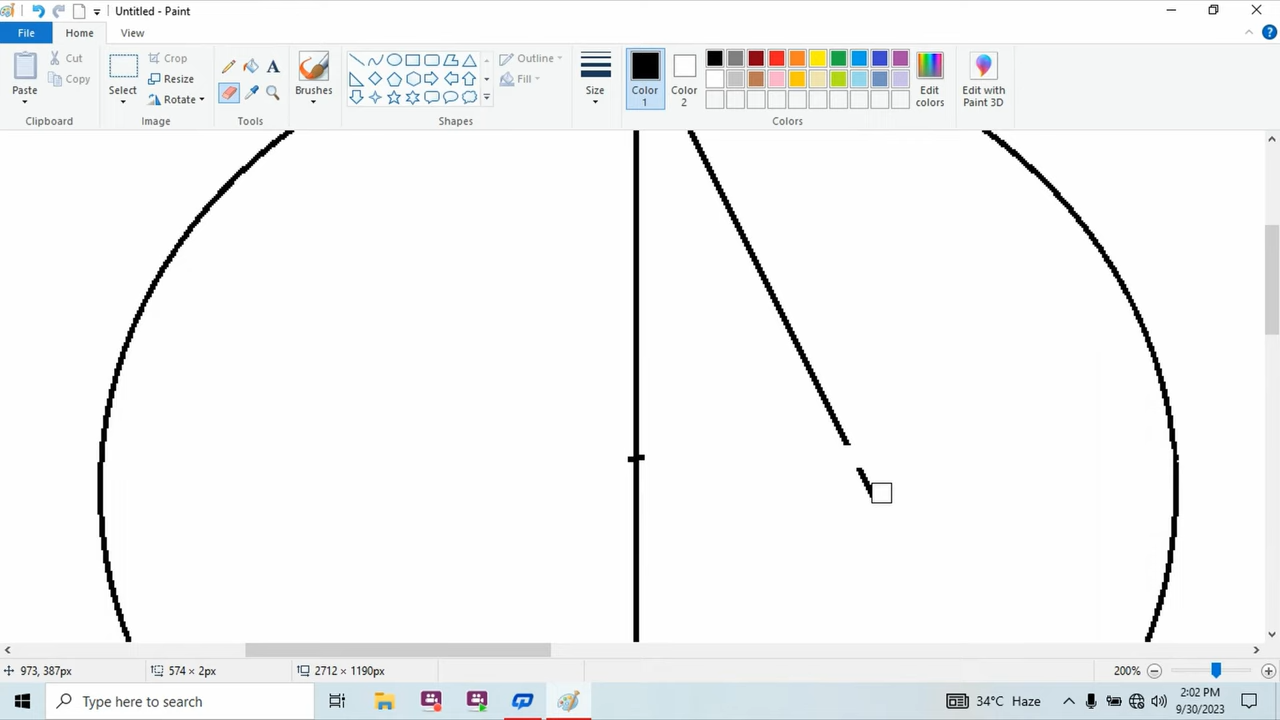 Untitled - Paint
File
Home
View
Paste
Cut
Copy
Clipboard
Select
Crop
Resize
Rotate
Image
A
Tools
Brushes
Outline
Fill
Shapes
Size
Color
1
Color
2
Edit
colors
Edit with
Paint 3D
Colors
973, 387px
574 × 2px
2712 × 1190px
200%
Type here to search
34°C Haze
2:02 PM
9/30/2023